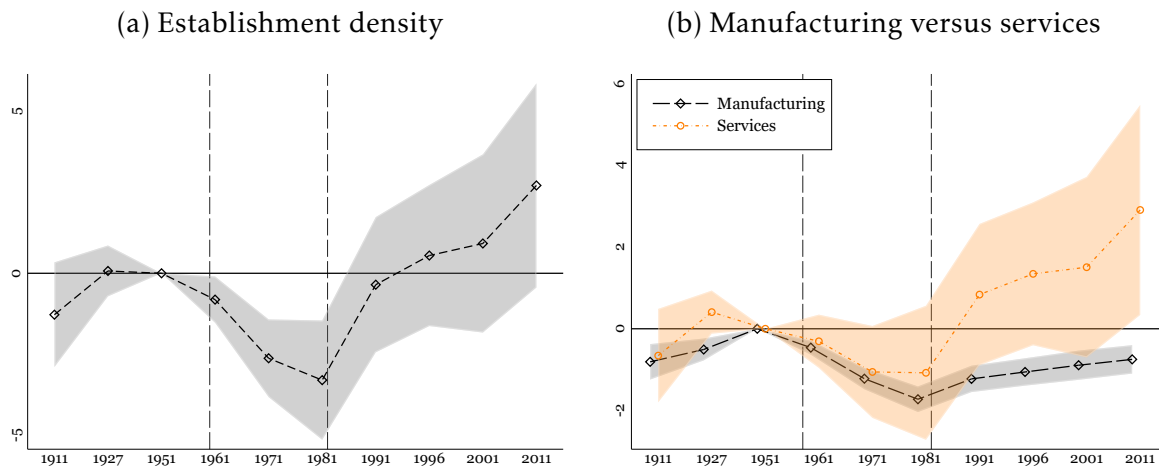 (a) Establishment density
5
0
-5
1911 1927 1951 1961 1971 1981 1991 1996 2001 2011
(b) Manufacturing versus services
Manufacturing
Services
6
4
2
0
-2
1911 1927 1951 1961 1971 1981 1991 1996 2001 2011